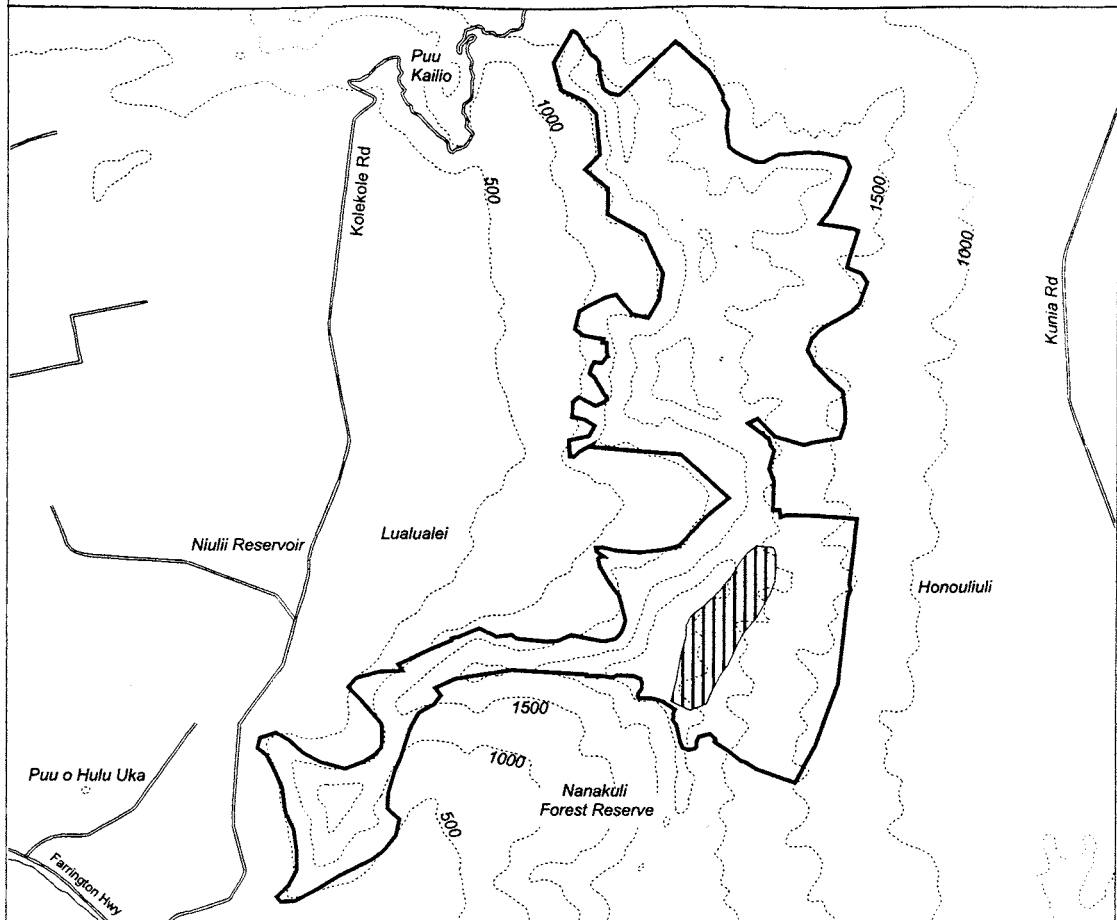 Puu
Kailio
1000
Kolekole Rd
500
1500
1000
Kunia Rd
Niulii Reservoir
Lualualei
Honouliuli
1500
1000
Puu o Hulu Uka
Nanakuli
Forest Reserve
500
Farrington Hwy